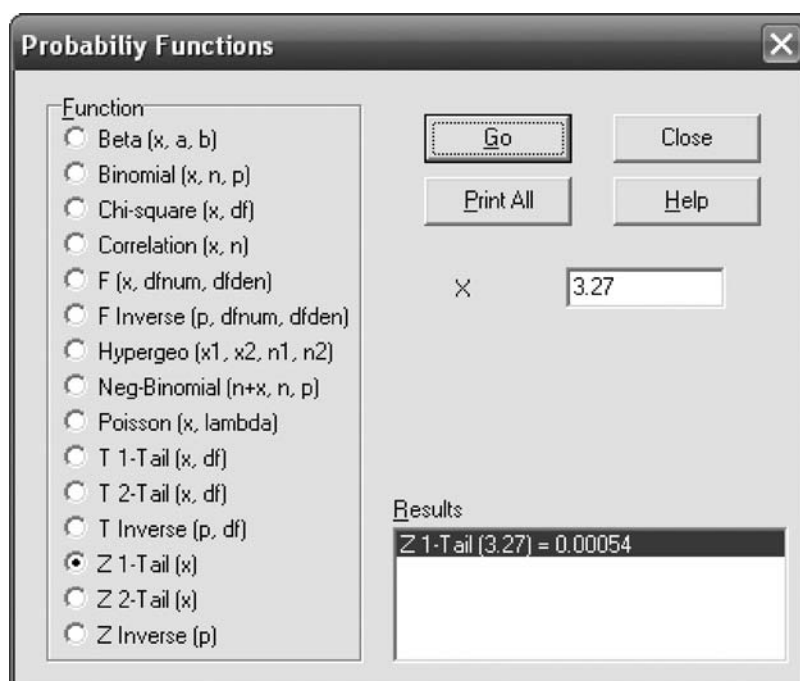 Probabiliy Functions
Function
Beta (x, a, b)
Binomial (x, n, p)
Chi-square (x, df)
Correlation (x, n)
F (x, dfnum, dfden)
F Inverse (p, dfnum, dfden)
Hypergeo (x1, x2, n1, n2)
Neg-Binomial (n+x, n, p)
Poisson (x, lambda)
T 1-Tail (x, df)
T 2-Tail (x, df)
T Inverse (p, df)
Z 1-Tail (x)
Z 2-Tail (x)
Z Inverse (p)
Go
Close
Print All
Help
X
3.27
Results
Z 1-Tail (3.27) = 0.00054